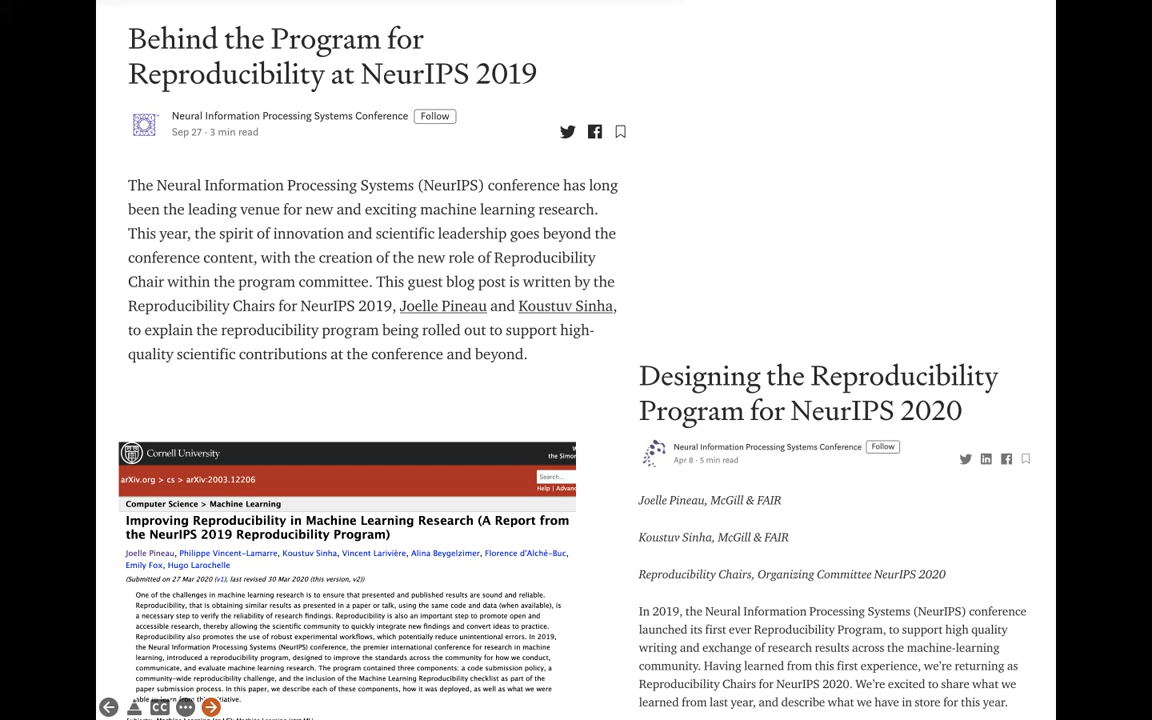 Behind the Program for
Reproducibility at NeurIPS 2019
Neural Information Processing Systems Conference Follow
Sep 27 · 3 min read
The Neural Information Processing Systems (NeurIPS) conference has long
been the leading venue for new and exciting machine learning research.
This year, the spirit of innovation and scientific leadership goes beyond the
conference content, with the creation of the new role of Reproducibility
Chair within the program committee. This guest blog post is written by the
Reproducibility Chairs for NeurIPS 2019, Joelle Pineau and Koustuv Sinha,
to explain the reproducibility program being rolled out to support high-
quality scientific contributions at the conference and beyond.
Cornell University
the Simo
arXiv.org > cs > arXiv:2003.12206
Search...
Help | Advan
Computer Science > Machine Learning
Improving Reproducibility in Machine Learning Research (A Report from
the NeurIPS 2019 Reproducibility Program)
Joelle Pineau, Philippe Vincent-Lamarre, Koustuv Sinha, Vincent Larivière, Alina Beygelzimer, Florence d'Alché-Buc,
Emily Fox, Hugo Larochelle
(Submitted on 27 Mar 2020 (v1), last revised 30 Mar 2020 (this version, v2))
One of the challenges in machine learning research is to ensure that presented and published results are sound and reliable.
Reproducibility, that is obtaining similar results as presented in a paper or talk, using the same code and data (when available), is
a necessary step to verify the reliability of research findings. Reproducibility is also an important step to promote open and
accessible research, thereby allowing the scientific community to quickly integrate new findings and convert ideas to practice.
Reproducibility also promotes the use of robust experimental workflows, which potentially reduce unintentional errors. In 2019,
the Neural Information Processing Systems (NeurIPS) conference, the premier international conference for research in machine
learning, introduced a reproducibility program, designed to improve the standards across the community for how we conduct,
communicate, and evaluate machine learning research. The program contained three components: a code submission policy, a
community-wide reproducibility challenge, and the inclusion of the Machine Learning Reproducibility checklist as part of the
paper submission process. In this paper, we describe each of these components, how it was deployed, as well as what we were
able to learn from this initiative.
CC
Designing the Reproducibility
Program for NeurIPS 2020
Neural Information Processing Systems Conference Follow
Apr 8 · 5 min read
Joelle Pineau, McGill & FAIR
Koustuv Sinha, McGill & FAIR
Reproducibility Chairs, Organizing Committee NeurIPS 2020
In 2019, the Neural Information Processing Systems (NeurIPS) conference
launched its first ever Reproducibility Program, to support high quality
writing and exchange of research results across the machine-learning
community. Having learned from this first experience, we're returning as
Reproducibility Chairs for NeurIPS 2020. We're excited to share what we
learned from last year, and describe what we have in store for this year.